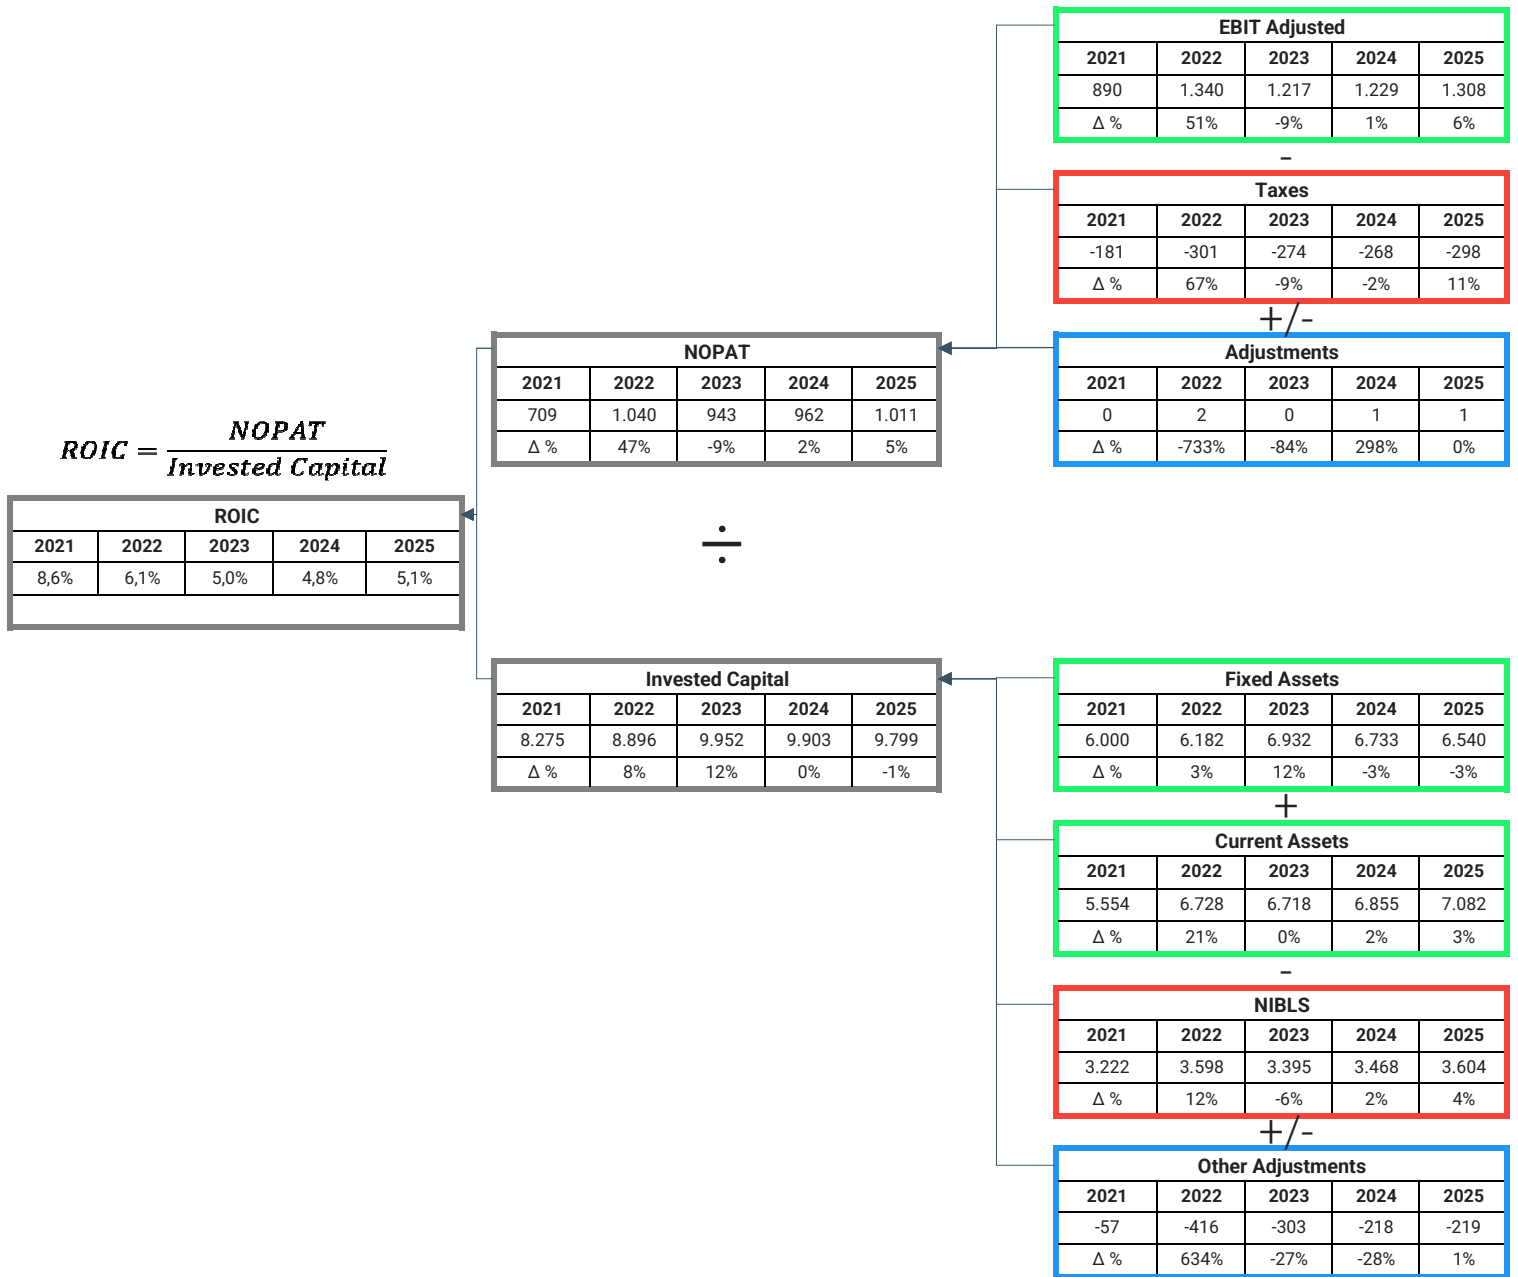 EBIT Adjusted
2021 2022 2023 2024 2025
890 1.340 1.217 1.229 1.308
Δ % 51% -9% 1% 6%
-
Taxes
2021 2022 2023 2024 2025
-181 -301 -274 -268 -298
Δ % 67% -9% -2% 11%
+/-
Adjustments
2021 2022 2023 2024 2025
0 2 0 1 1
Δ % -733% -84% 298% 0%
NOPAT
2021 2022 2023 2024 2025
709 1.040 943 962 1.011
Δ % 47% -9% 2% 5%
ROIC = NOPAT
Invested Capital
ROIC
2021 2022 2023 2024 2025
8,6% 6,1% 5,0% 4,8% 5,1%
÷
Invested Capital
2021 2022 2023 2024 2025
8.275 8.896 9.952 9.903 9.799
Δ % 8% 12% 0% -1%
Fixed Assets
2021 2022 2023 2024 2025
6.000 6.182 6.932 6.733 6.540
Δ % 3% 12% -3% -3%
+
Current Assets
2021 2022 2023 2024 2025
5.554 6.728 6.718 6.855 7.082
Δ % 21% 0% 2% 3%
-
NIBLS
2021 2022 2023 2024 2025
3.222 3.598 3.395 3.468 3.604
Δ % 12% -6% 2% 4%
+/-
Other Adjustments
2021 2022 2023 2024 2025
-57 -416 -303 -218 -219
Δ % 634% -27% -28% 1%